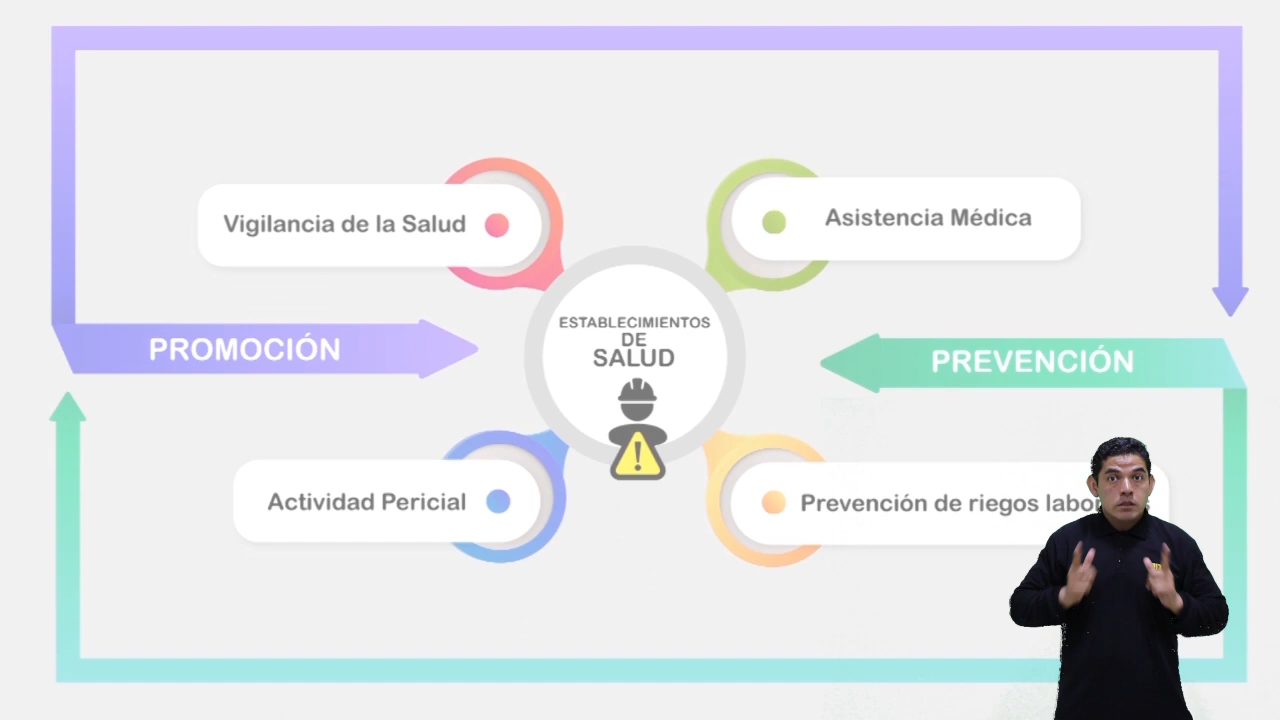 Vigilancia de la Salud
Asistencia Médica
ESTABLECIMIENTOS
DE
SALUD
PROMOCIÓN
PREVENCIÓN
!
Actividad Pericial
Prevención de riegos